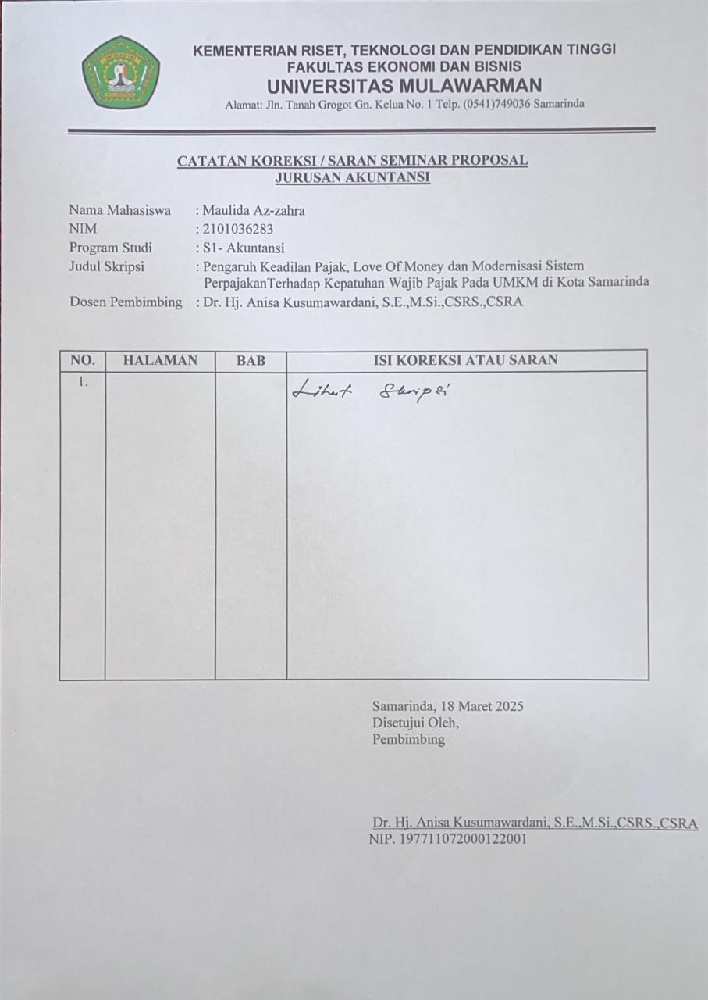 KEMENTERIAN RISET, TEKNOLOGI DAN PENDIDIKAN TINGGI
FAKULTAS EKONOMI DAN BISNIS
UNIVERSITAS MULAWARMAN
Alamat: Jln. Tanah Grogot Gn. Kelua No. 1 Telp. (0541)749036 Samarinda
CATATAN KOREKSI / SARAN SEMINAR PROPOSAL
JURUSAN AKUNTANSI
Nama Mahasiswa : Maulida Az-zahra
NIM : 2101036283
Program Studi : S1- Akuntansi
Judul Skripsi : Pengaruh Keadilan Pajak, Love Of Money dan Modernisasi Sistem
PerpajakanTerhadap Kepatuhan Wajib Pajak Pada UMKM di Kota Samarinda
Dosen Pembimbing : Dr. Hj. Anisa Kusumawardani, S.E.,M.Si.,CSRS.,CSRA
NO. HALAMAN BAB ISI KOREKSI ATAU SARAN
1. Lihat Skripsi
Samarinda, 18 Maret 2025
Disetujui Oleh,
Pembimbing
Dr. Hj. Anisa Kusumawardani, S.E.,M.Si.,CSRS.,CSRA
NIP. 197711072000122001